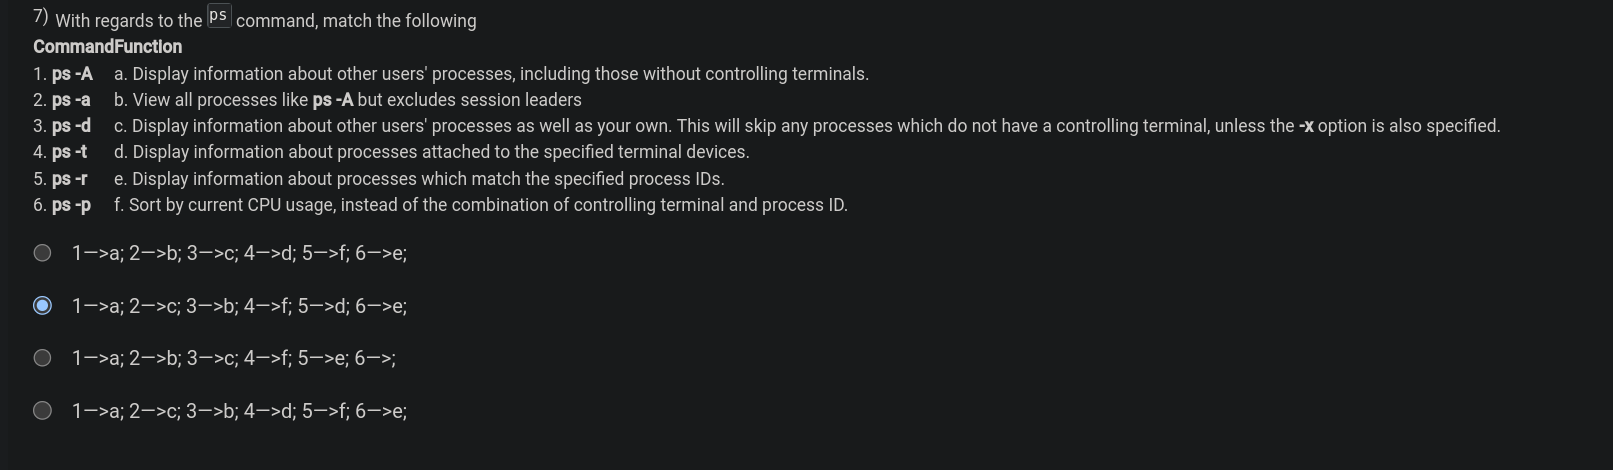 7) With regards to the ps command, match the following
CommandFunction
1. ps -A a. Display information about other users' processes, including those without controlling terminals.
2. ps -a b. View all processes like ps -A but excludes session leaders
3. ps -d c. Display information about other users' processes as well as your own. This will skip any processes which do not have a controlling terminal, unless the -x option is also specified.
4. ps -t d. Display information about processes attached to the specified terminal devices.
5. ps -r e. Display information about processes which match the specified process IDs.
6. ps -p f. Sort by current CPU usage, instead of the combination of controlling terminal and process ID.
1—>a; 2—>b; 3—>c; 4—>d; 5—>f; 6—>e;
1—>a; 2—>c; 3—>b; 4—>f; 5—>d; 6—>e;
1—>a; 2—>b; 3—>c; 4—>f; 5—>e; 6—>;
1—>a; 2—>c; 3—>b; 4—>d; 5—>f; 6—>e;